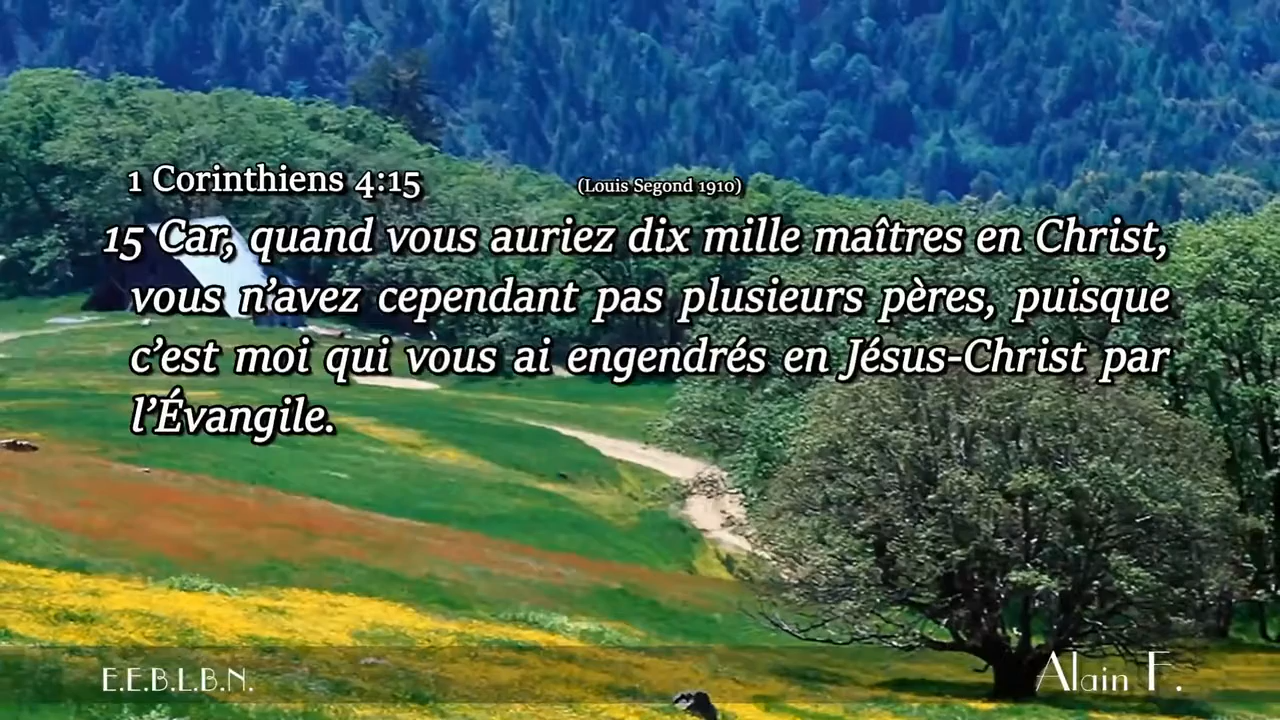 1 Corinthiens 4:15 (Louis Segond 1910)
15 Car, quand vous auriez dix mille maîtres en Christ,
vous n’avez cependant pas plusieurs pères, puisque
c’est moi qui vous ai engendrés en Jésus-Christ par
l’Évangile.
E.E.B.L.B.N. Alain F.